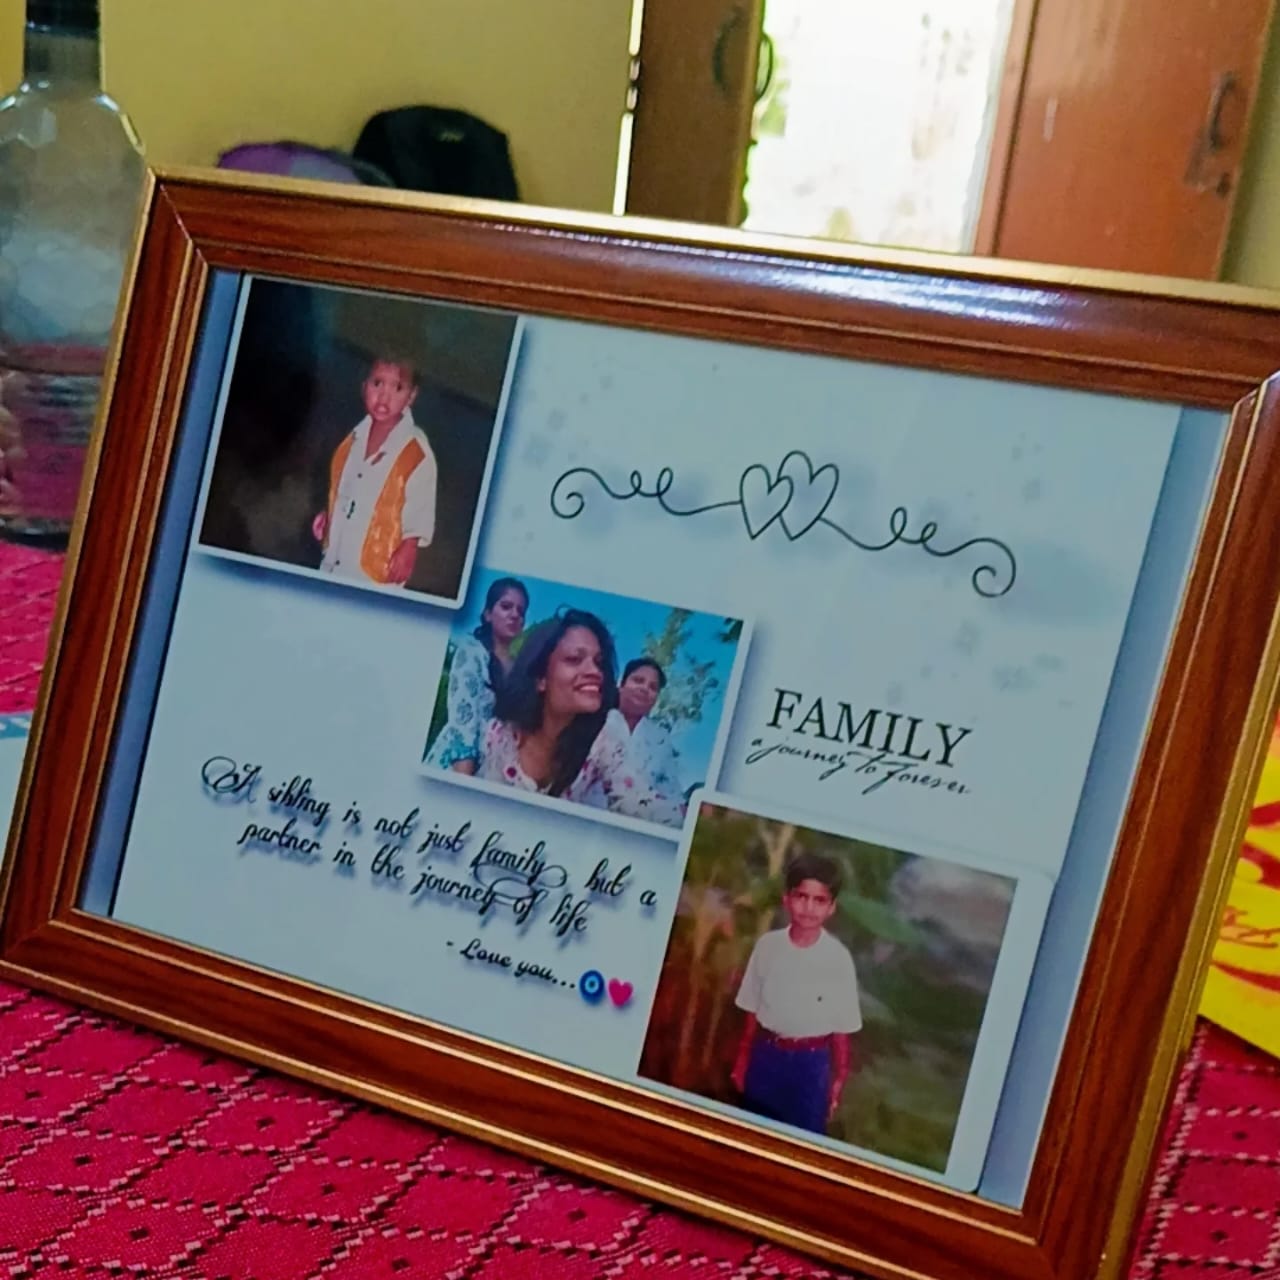 FAMILY
a journey to forever
A sibling is not just family, but a
partner in the journey of life
- Love you...🧿💗